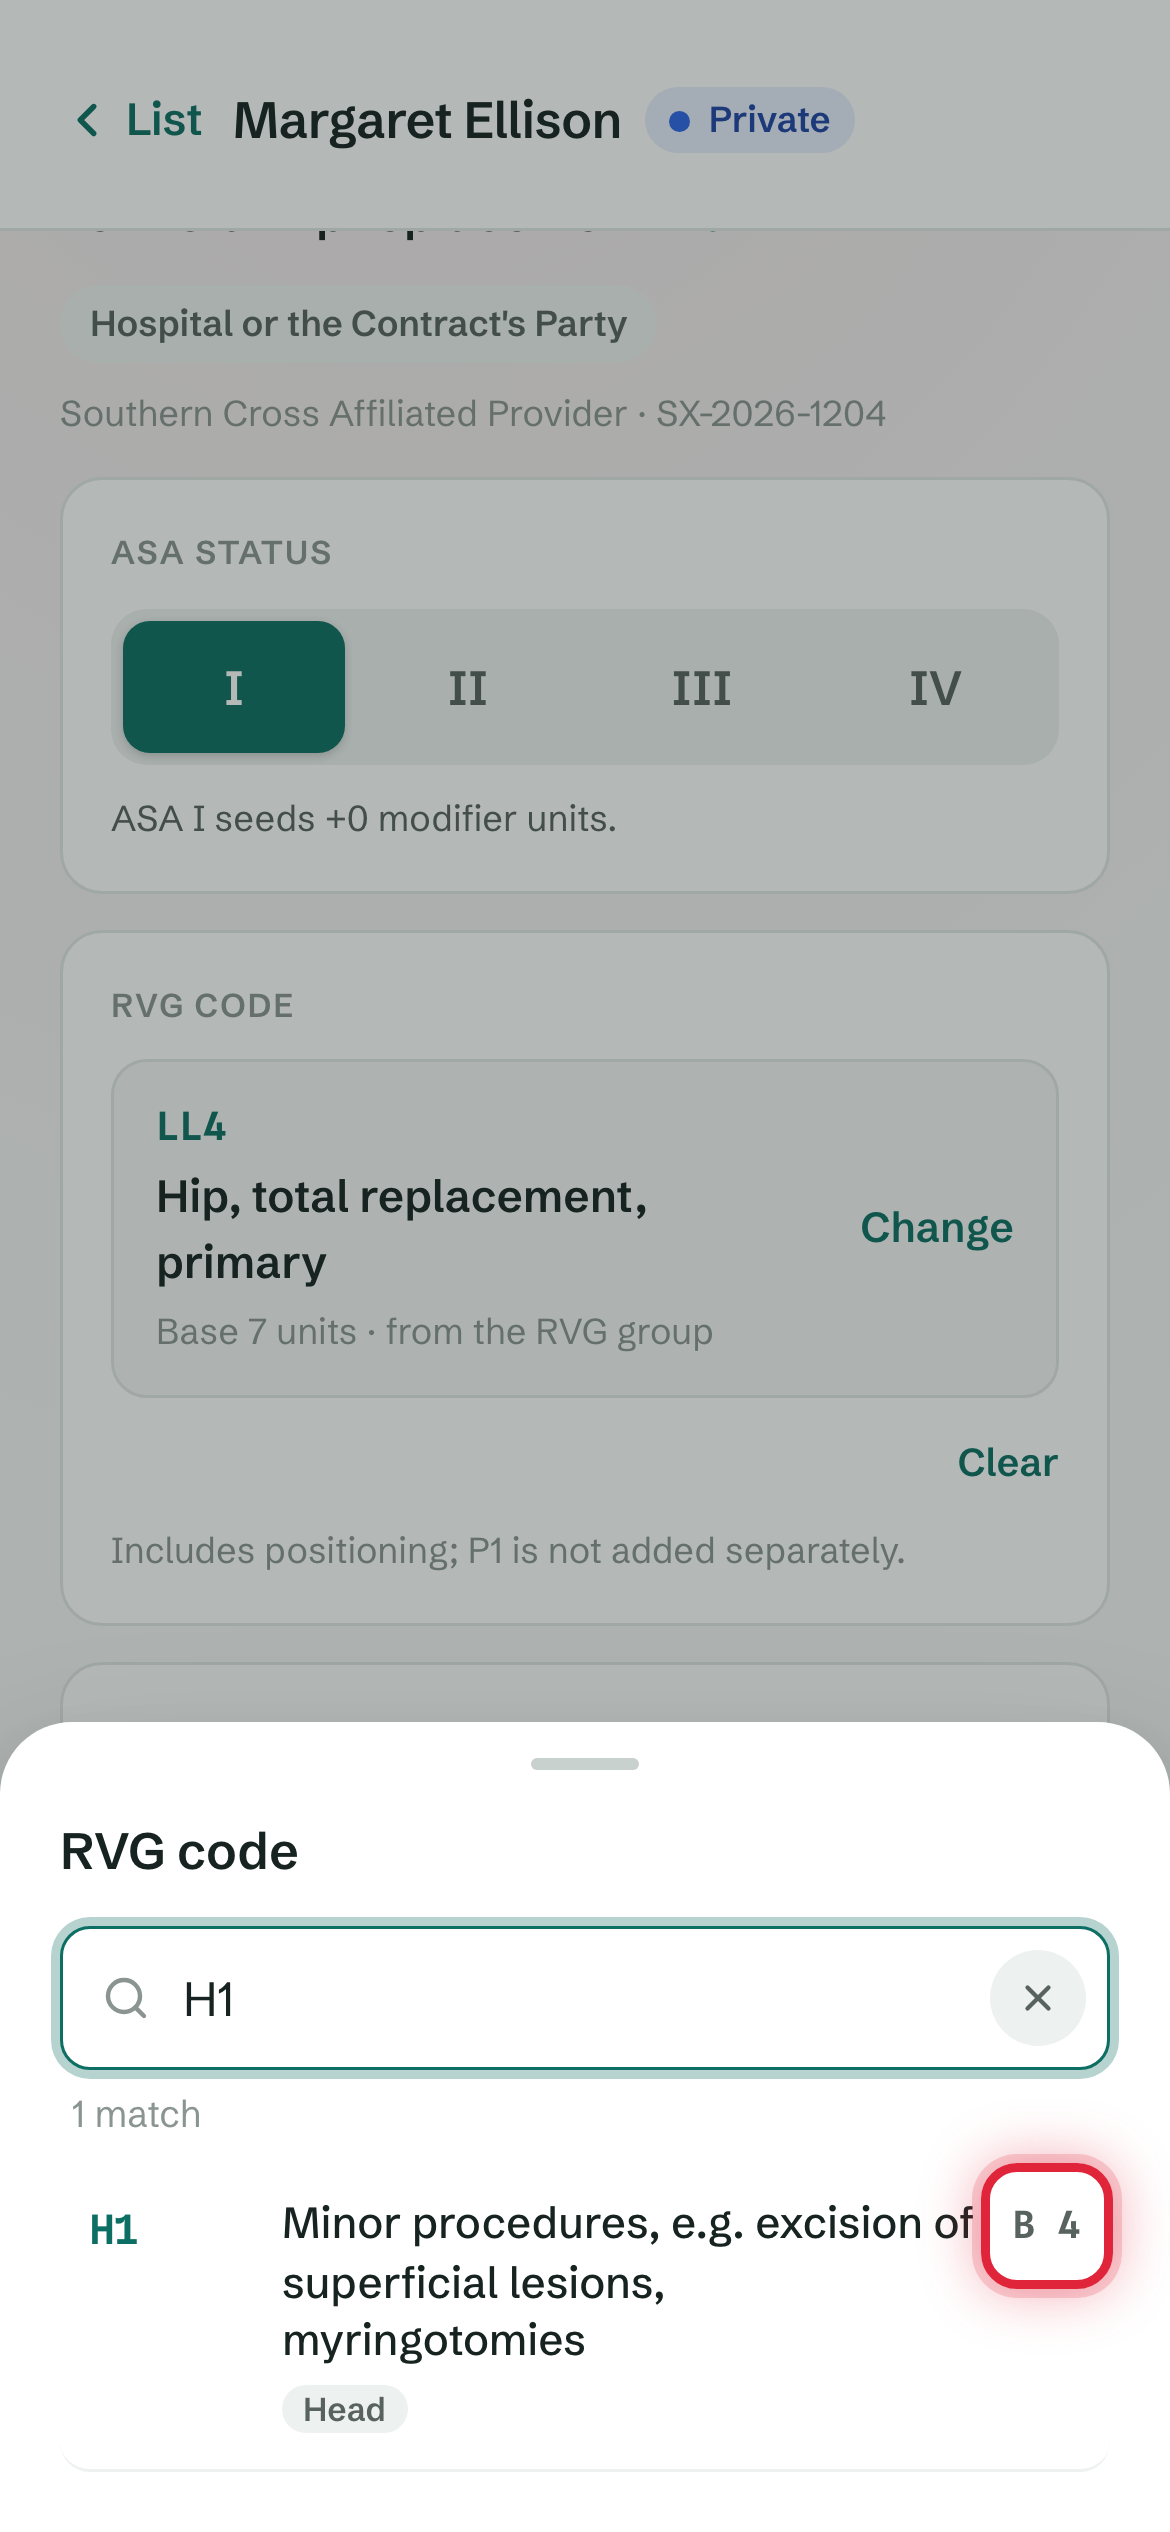 List Margaret Ellison Private
Hospital or the Contract's Party
Southern Cross Affiliated Provider · SX-2026-1204
ASA STATUS
I II III IV
ASA I seeds +0 modifier units.
RVG CODE
LL4
Hip, total replacement,
primary
Change
Base 7 units · from the RVG group
Clear
Includes positioning; P1 is not added separately.
RVG code
H1
1 match
H1 Minor procedures, e.g. excision of B 4
superficial lesions,
myringotomies
Head